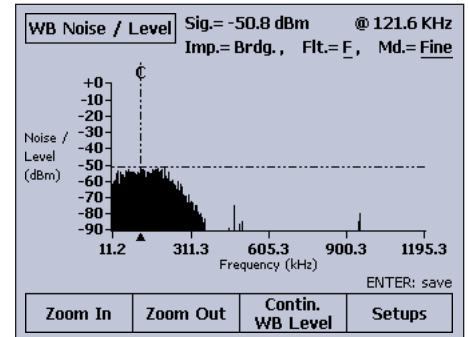 WB Noise / Level
Sig.= -50.8 dBm @ 121.6 KHz
Imp.= Brdg., Flt.= F, Md.= Fine
₵
Noise /
Level
(dBm)
+0
-10
-20
-30
-40
-50
-60
-70
-80
-90
11.2 311.3 605.3 900.3 1195.3
Frequency (kHz)
ENTER: save
Zoom In Zoom Out Contin. WB Level Setups